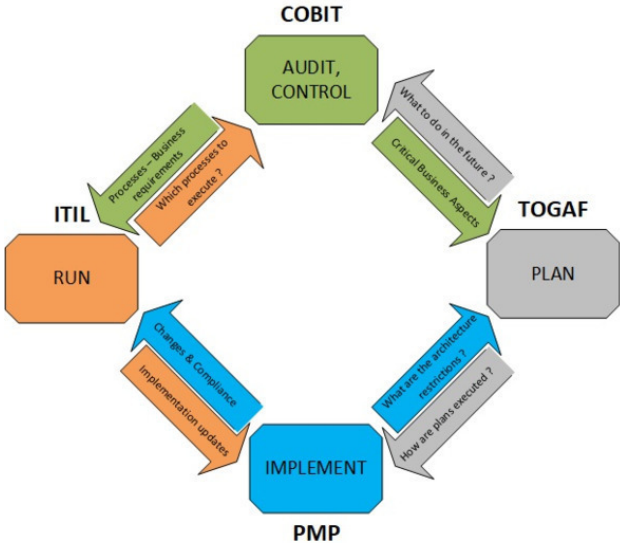 COBIT
AUDIT,
CONTROL
Processes – Business
requirements
Which processes to
execute ?
What to do in the future ?
Critical Business Aspects
ITIL
RUN
TOGAF
PLAN
Changes & Compliance
Implementation updates
What are the architecture
restrictions ?
How are plans executed ?
IMPLEMENT
PMP